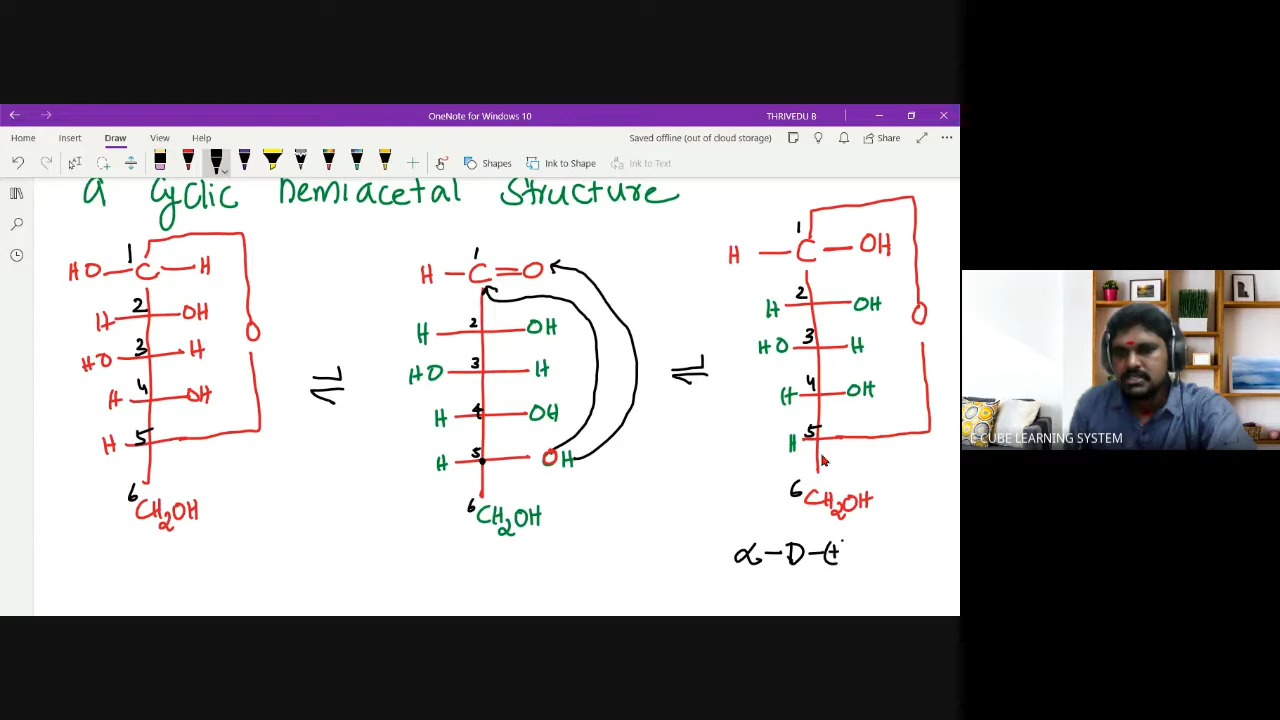 OneNote for Windows 10
THRIVEDU B
Home Insert Draw View Help
Saved offline (out of cloud storage)
Share
Shapes
Ink to Shape
Ink to Text
A Cyclic Demiacetal Structure
1
HO C H
2
H OH
3
HO H
4
H OH
H 5
O
6
CH2OH
⇌
1
H-C=O
2
H OH
3
HO H
4
H OH
5
H OH
6
CH2OH
⇌
1
H-C-OH
2
H OH
3
HO H
4
H OH
5
H
O
6
CH2OH
α-D-(+
E CUBE LEARNING SYSTEM